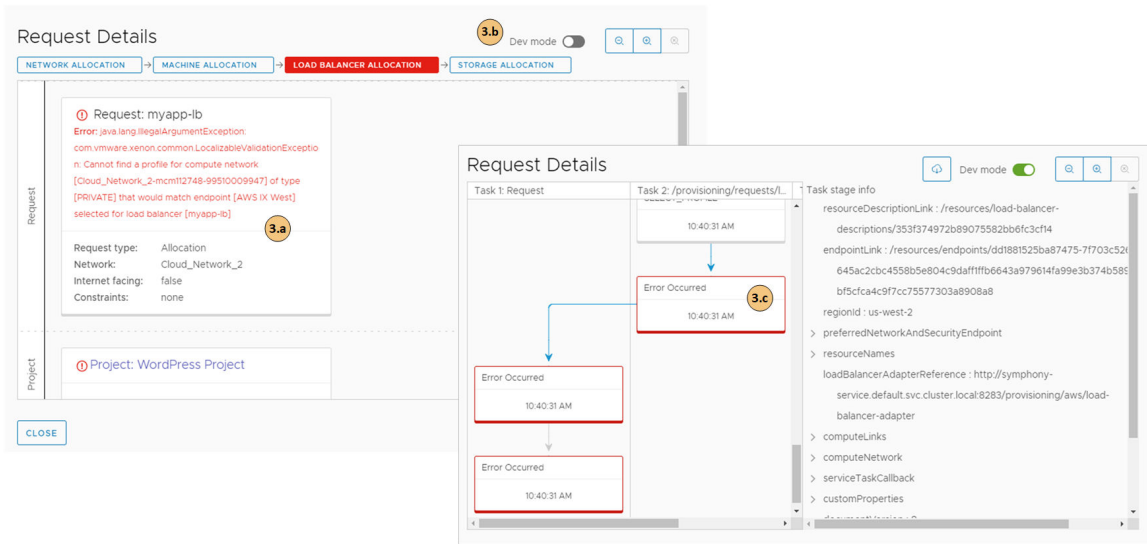 Request Details
3.b
Dev mode
NETWORK ALLOCATION
MACHINE ALLOCATION
LOAD BALANCER ALLOCATION
STORAGE ALLOCATION
Request
Request: myapp-lb
Error: java.lang.IllegalArgumentException:
com.vmware.xenon.common.LocalizableValidationExceptio
n: Cannot find a profile for compute network
[Cloud_Network_2-mcm112748-99510009947] of type
[PRIVATE] that would match endpoint [AWS IX West]
selected for load balancer [myapp-lb]
3.a
Request type: Allocation
Network: Cloud_Network_2
Internet facing: false
Constraints: none
Project
Project: WordPress Project
CLOSE
Request Details
Dev mode
Task 1: Request
Task 2: /provisioning/requests/l...
Task stage info
10:40:31 AM
Error Occurred
3.c
10:40:31 AM
Error Occurred
10:40:31 AM
Error Occurred
10:40:31 AM
resourceDescriptionLink : /resources/load-balancer-
descriptions/353f374972b89075582bb6fc3cf14
endpointLink : /resources/endpoints/dd1881525ba87475-7f703c526
645ac2cbc4558b5e804c9daff1ffb6643a979614fa99e3b374b589
bf5cfca4c9f7cc75577303a8908a8
regionId : us-west-2
preferredNetworkAndSecurityEndpoint
resourceNames
loadBalancerAdapterReference : http://symphony-
service.default.svc.cluster.local:8283/provisioning/aws/load-
balancer-adapter
computeLinks
computeNetwork
serviceTaskCallback
customProperties